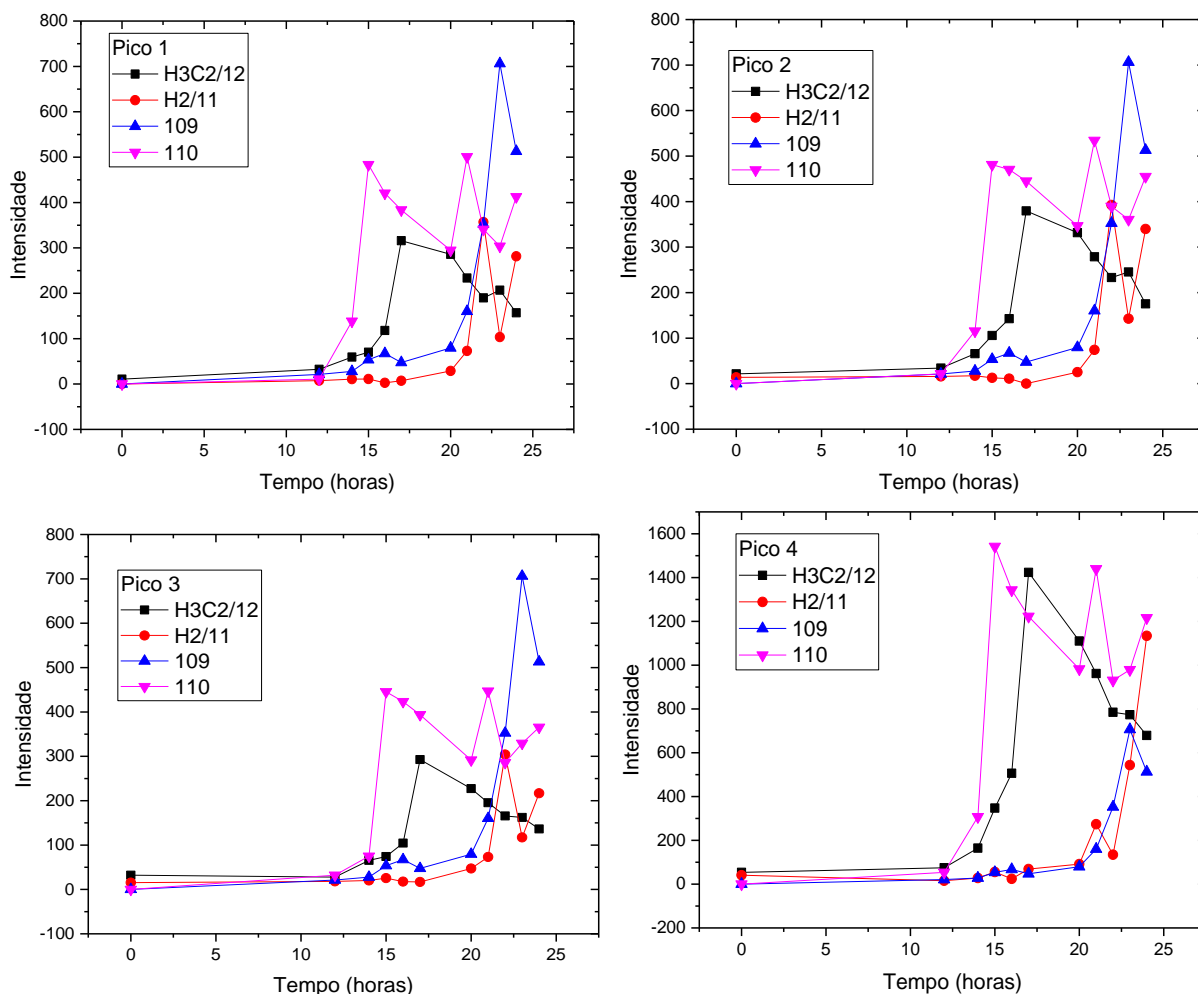 800
700
600
500
400
300
200
100
0
-100
Intensidade
Pico 1
H3C2/12
H2/11
109
110
0 5 10 15 20 25
Tempo (horas)
800
700
600
500
400
300
200
100
0
-100
Intensidade
Pico 2
H3C2/12
H2/11
109
110
0 5 10 15 20 25
Tempo (horas)
800
700
600
500
400
300
200
100
0
-100
Intensidade
Pico 3
H3C2/12
H2/11
109
110
0 5 10 15 20 25
Tempo (horas)
1600
1400
1200
1000
800
600
400
200
0
-200
Intensidade
Pico 4
H3C2/12
H2/11
109
110
0 5 10 15 20 25
Tempo (horas)